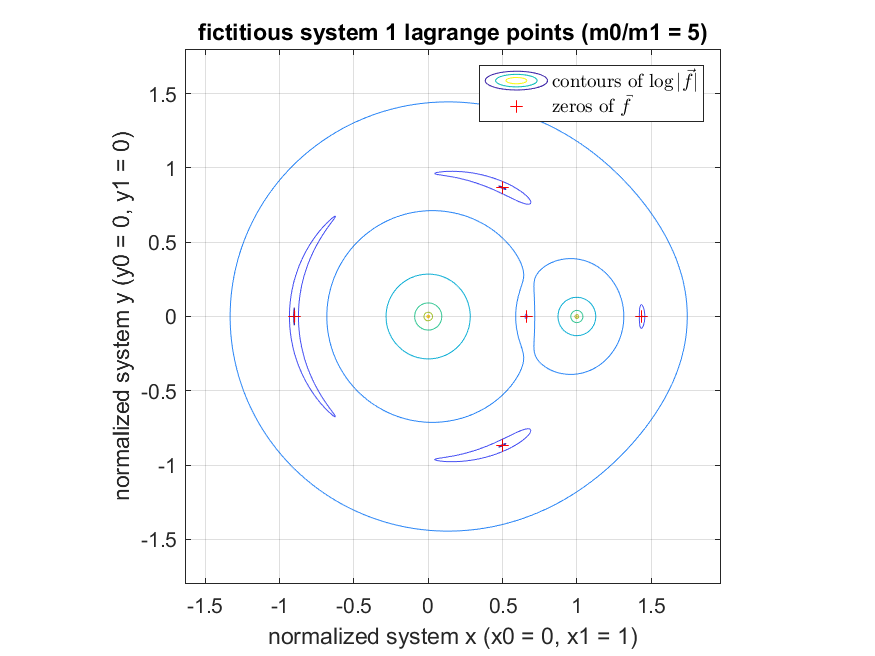 fictitious system 1 lagrange points (m0/m1 = 5)
contours of log|f⃗|
zeros of f⃗
1.5
1
0.5
0
-0.5
-1
-1.5
normalized system y (y0 = 0, y1 = 0)
-1.5 -1 -0.5 0 0.5 1 1.5
normalized system x (x0 = 0, x1 = 1)